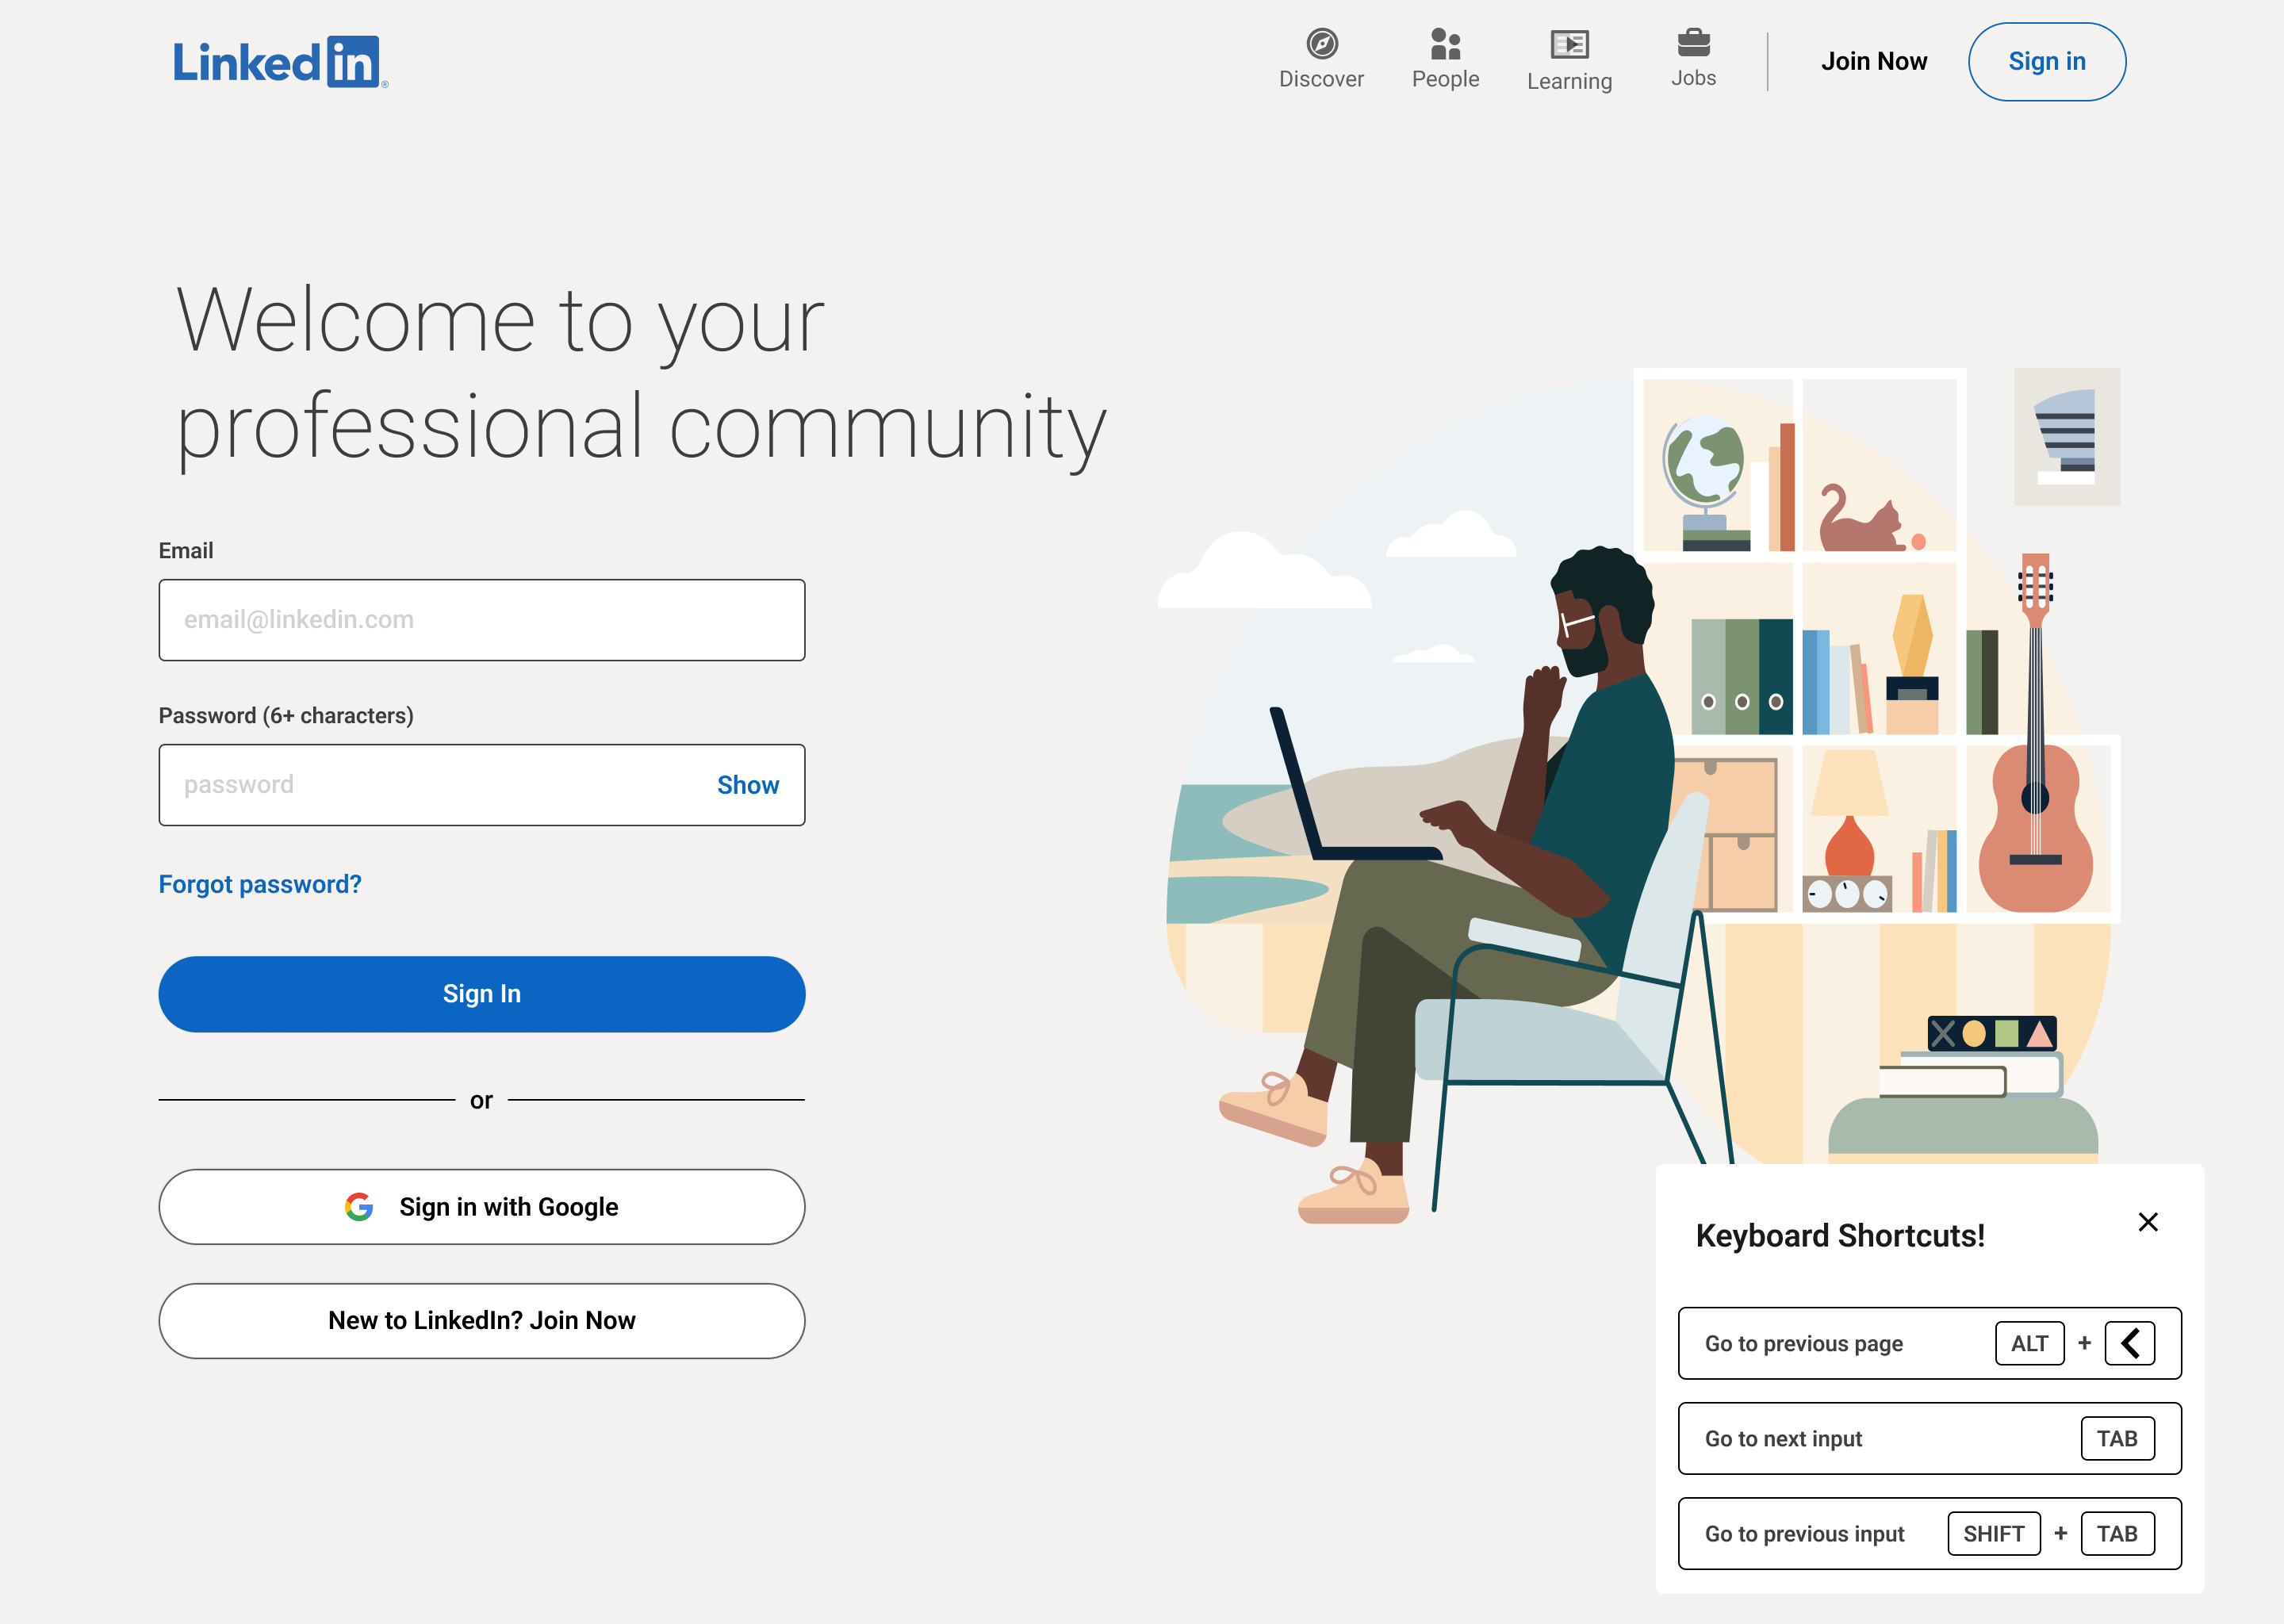 Linked in
Discover
People
Learning
Jobs
Join Now
Sign in
Welcome to your
professional community
Email
email@linkedin.com
Password (6+ characters)
password
Show
Forgot password?
Sign In
or
Sign in with Google
New to LinkedIn? Join Now
Keyboard Shortcuts!
Go to previous page ALT +
Go to next input TAB
Go to previous input SHIFT + TAB